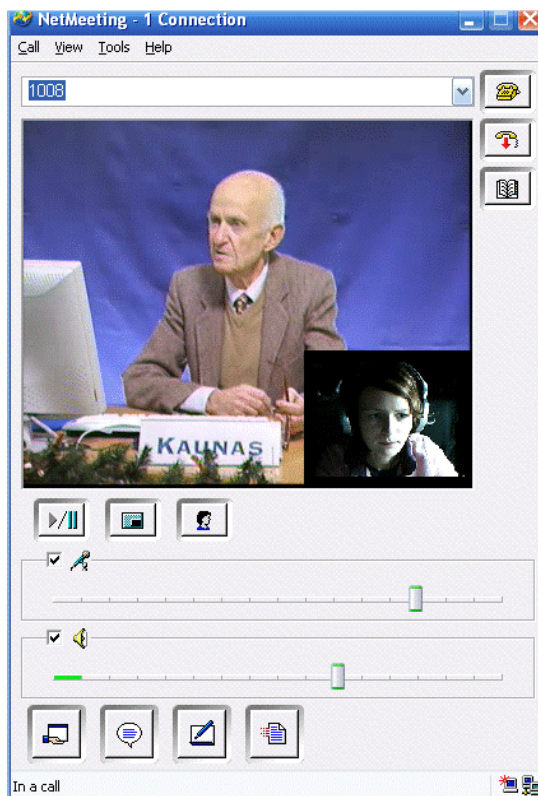 NetMeeting - 1 Connection
Call View Tools Help
1008
KAUNAS
In a call